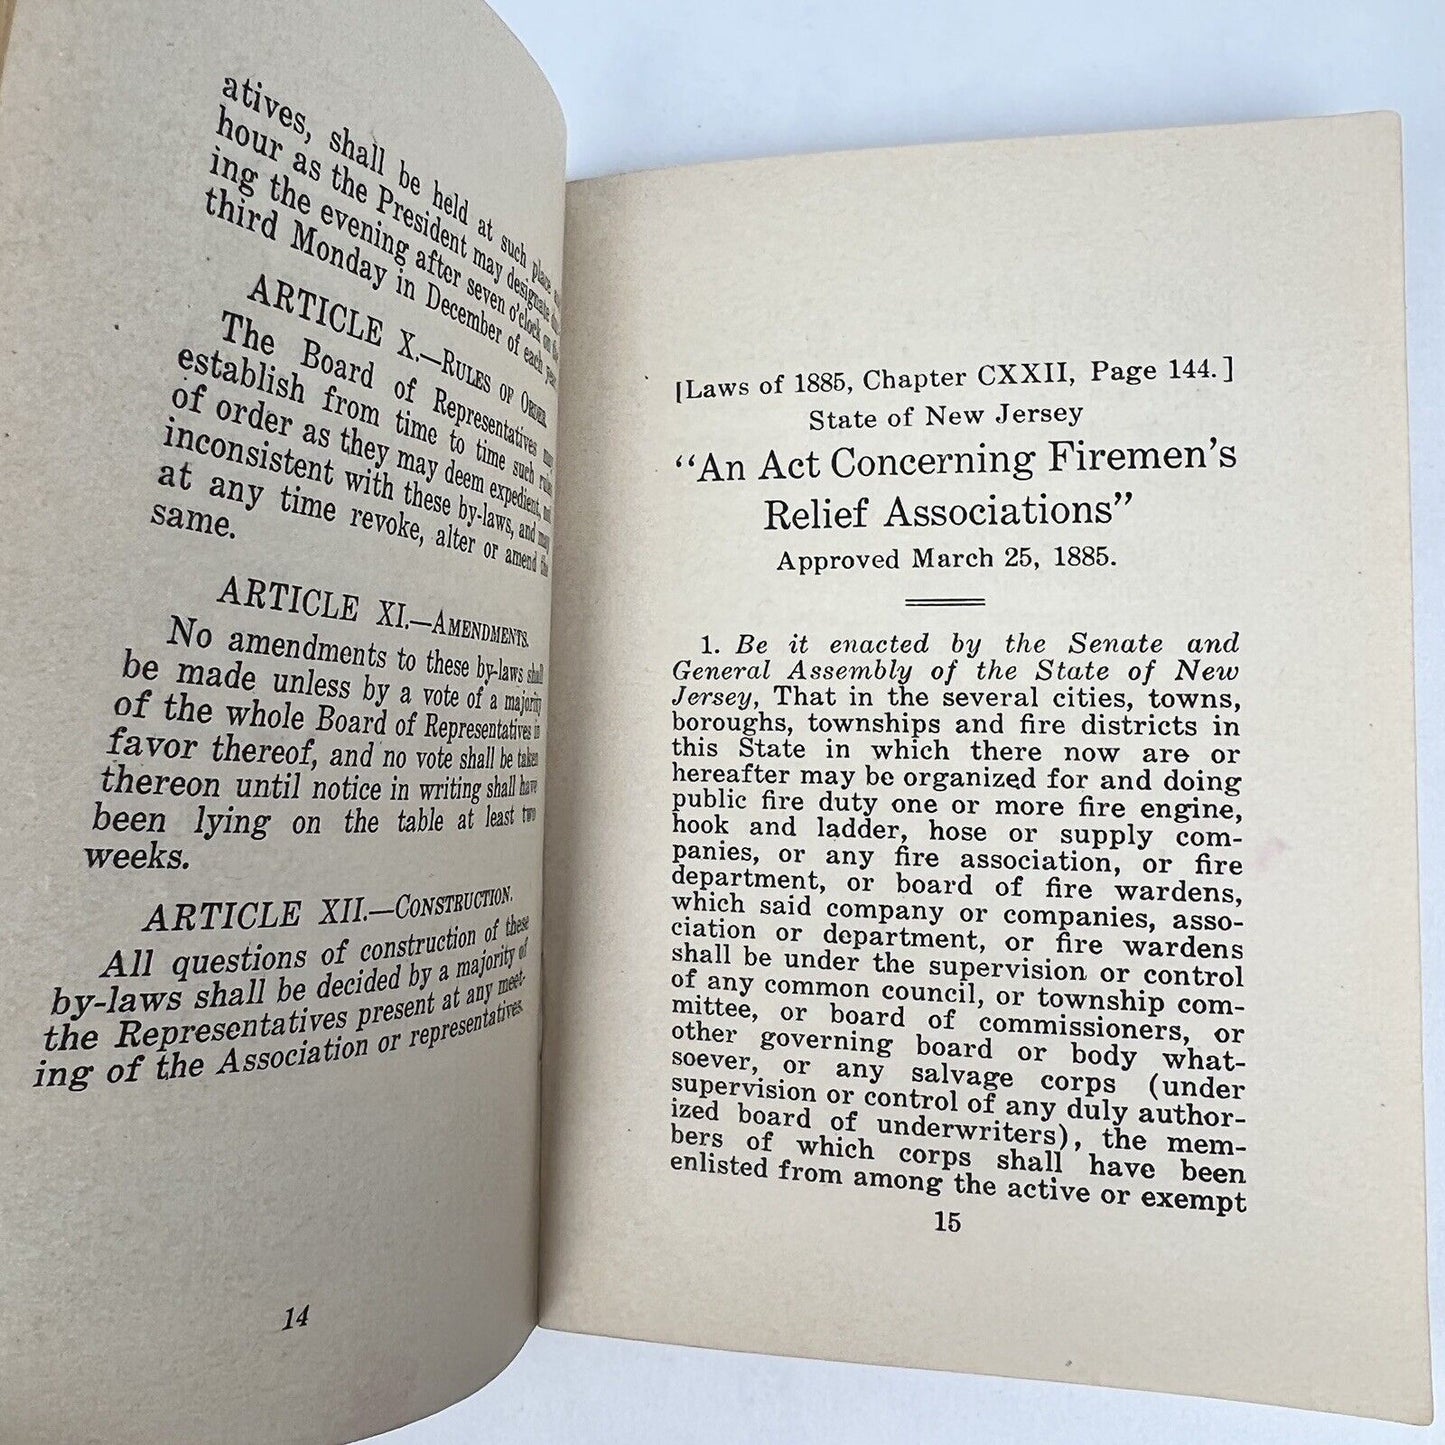 atives, shall be held at such place and
hour as the President may designate dur-
ing the evening after seven o'clock on the
third Monday in December of each year.
ARTICLE X.—RULES OF ORDER.
The Board of Representatives may
establish from time to time such rules
of order as they may deem expedient, not
inconsistent with these by-laws, and may
at any time revoke, alter or amend the
same.
ARTICLE XI.—AMENDMENTS.
No amendments to these by-laws shall
be made unless by a vote of a majority
of the whole Board of Representatives in
favor thereof, and no vote shall be taken
thereon until notice in writing shall have
been lying on the table at least two
weeks.
ARTICLE XII.—CONSTRUCTION.
All questions of construction of these
by-laws shall be decided by a majority of
the Representatives present at any meet-
ing of the Association or representatives.
14
[Laws of 1885, Chapter CXXII, Page 144.]
State of New Jersey
"An Act Concerning Firemen's
Relief Associations"
Approved March 25, 1885.
1. Be it enacted by the Senate and
General Assembly of the State of New
Jersey, That in the several cities, towns,
boroughs, townships and fire districts in
this State in which there now are or
hereafter may be organized for and doing
public fire duty one or more fire engine,
hook and ladder, hose or supply com-
panies, or any fire association, or fire
department, or board of fire wardens,
which said company or companies, asso-
ciation or department, or fire wardens
shall be under the supervision or control
of any common council, or township com-
mittee, or board of commissioners, or
other governing board or body what-
soever, or any salvage corps (under
supervision or control of any duly author-
ized board of underwriters), the mem-
bers of which corps shall have been
enlisted from among the active or exempt
15